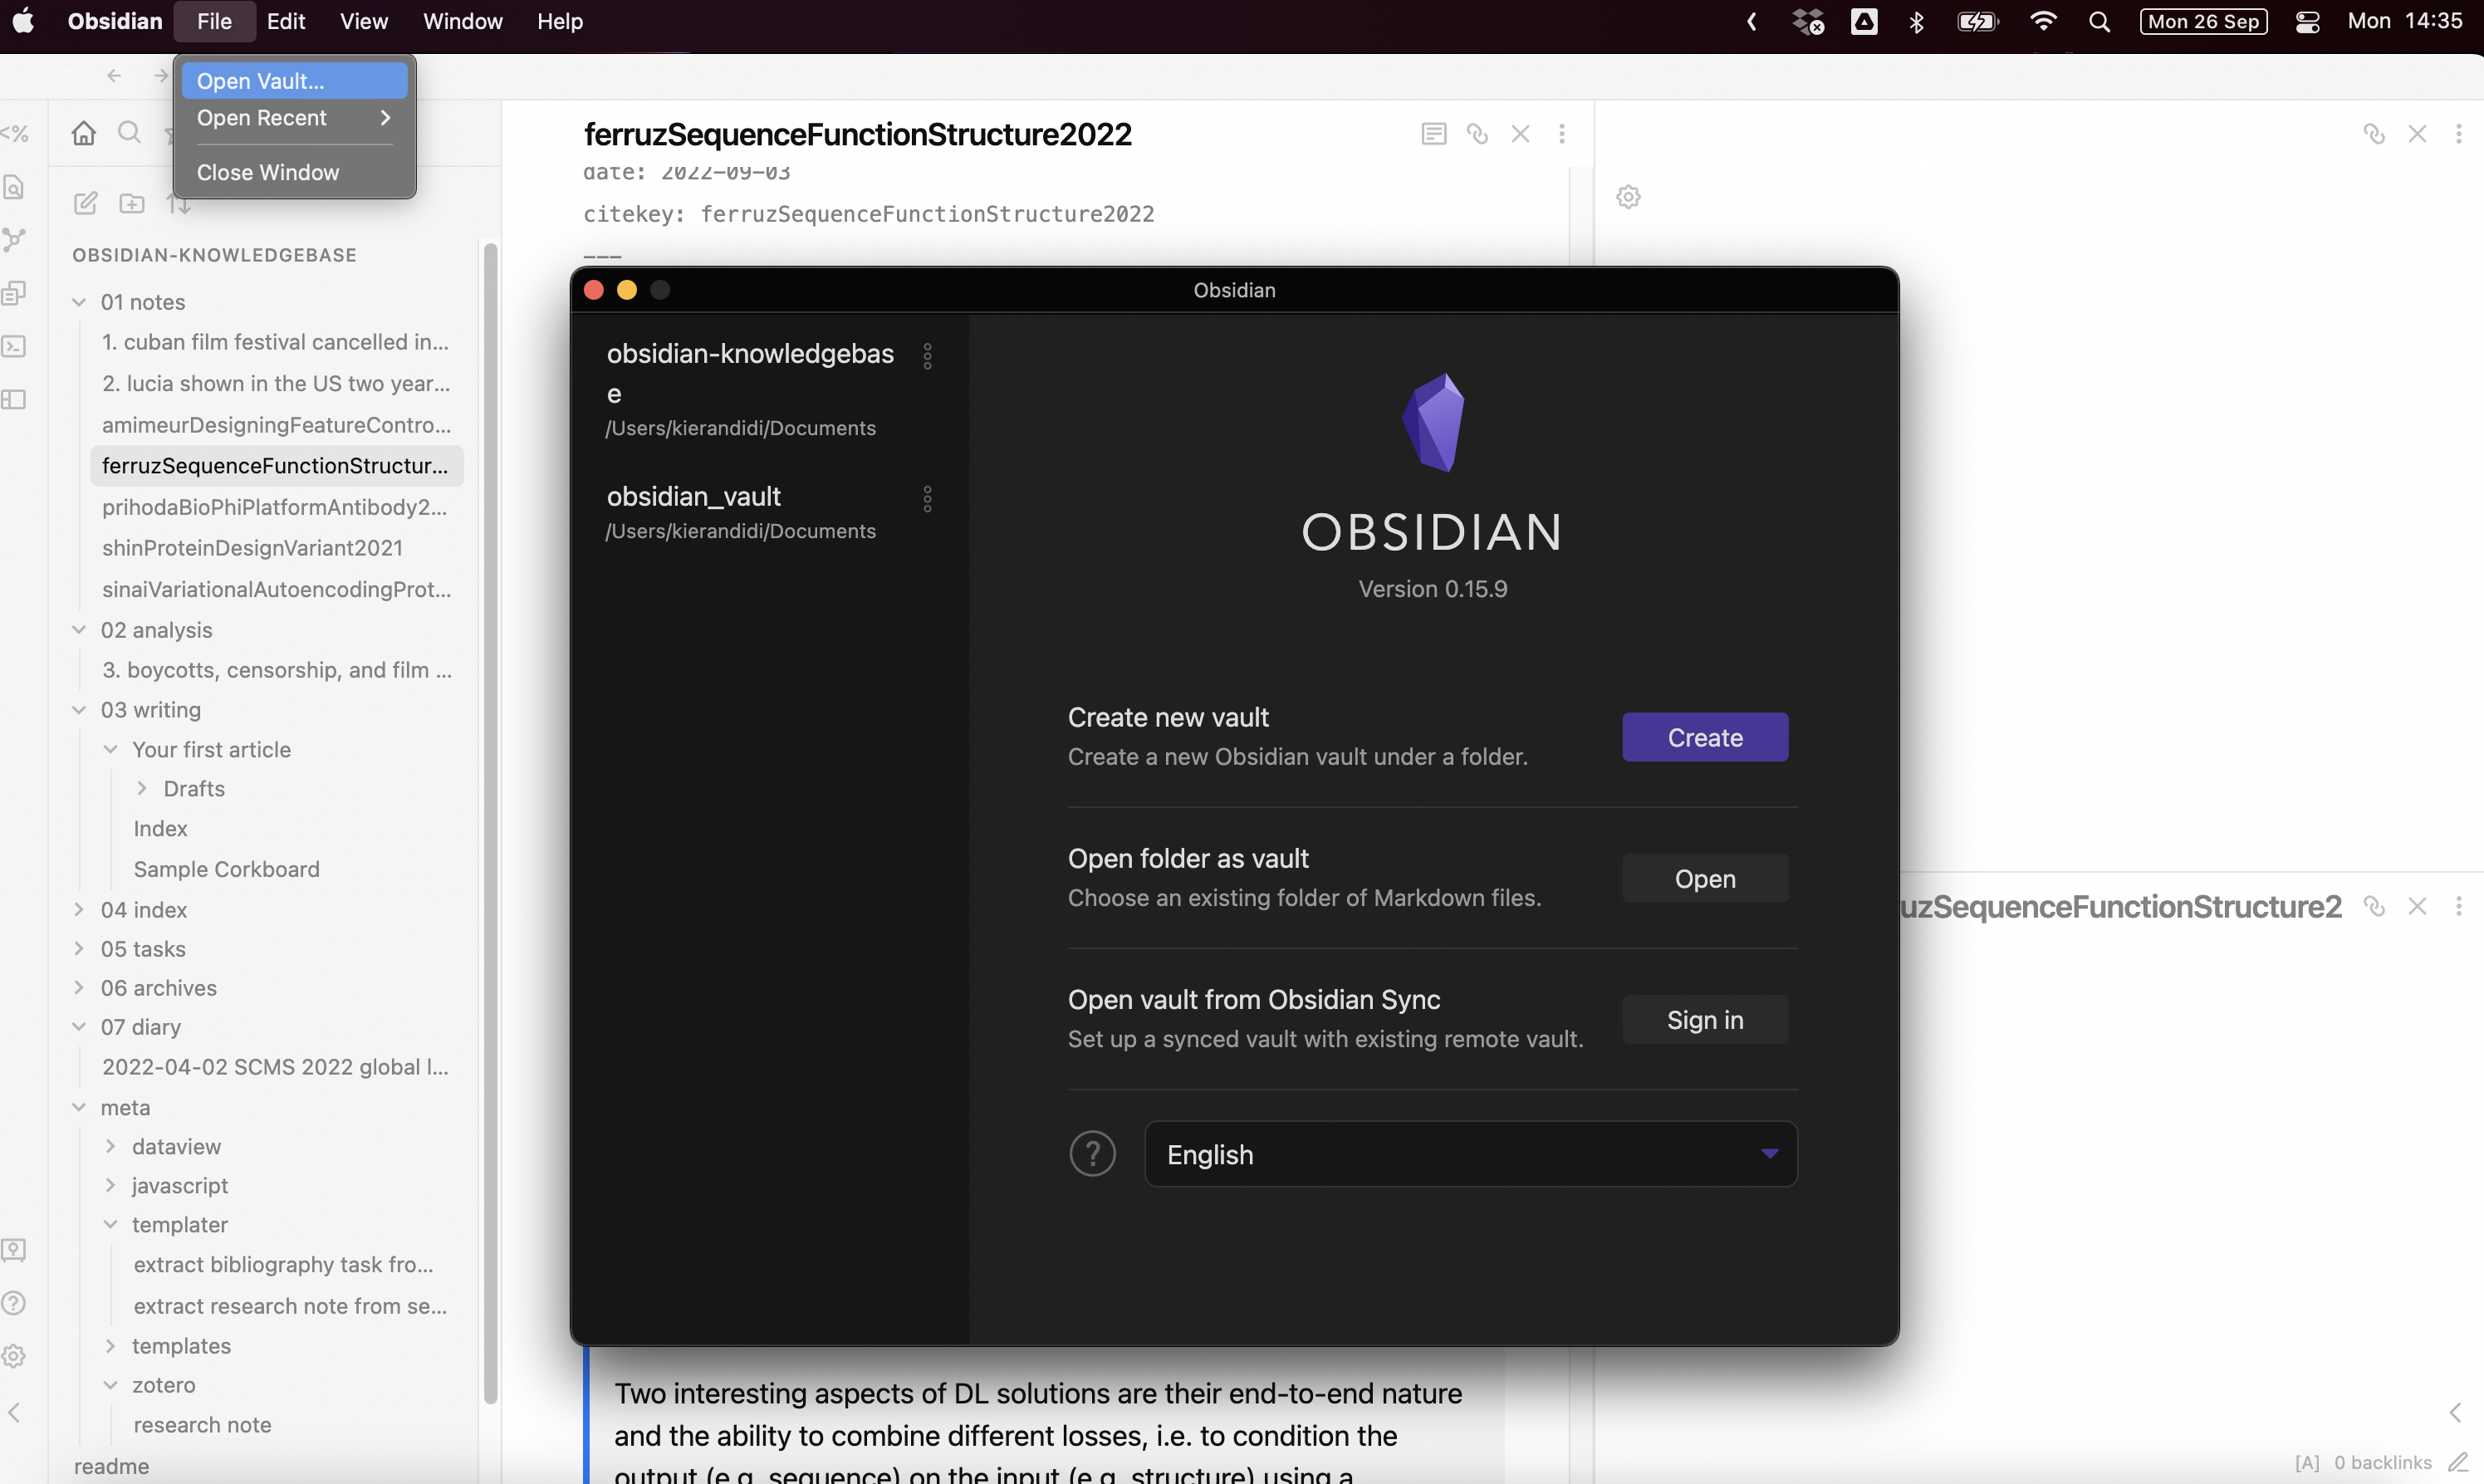 Obsidian File Edit View Window Help
Mon 26 Sep Mon 14:35
Open Vault...
Open Recent
Close Window
OBSIDIAN-KNOWLEDGEBASE
01 notes
1. cuban film festival cancelled in...
2. lucia shown in the US two year...
amimeurDesigningFeatureContro...
ferruzSequenceFunctionStructur...
prihodaBioPhiPlatformAntibody2...
shinProteinDesignVariant2021
sinaiVariationalAutoencodingProt...
02 analysis
3. boycotts, censorship, and film ...
03 writing
Your first article
Drafts
Index
Sample Corkboard
04 index
05 tasks
06 archives
07 diary
2022-04-02 SCMS 2022 global l...
meta
dataview
javascript
templater
extract bibliography task fro...
extract research note from se...
templates
zotero
research note
readme
ferruzSequenceFunctionStructure2022
date: 2022-09-03
citekey: ferruzSequenceFunctionStructure2022
---
Obsidian
obsidian-knowledgebas
e
/Users/kierandidi/Documents
obsidian_vault
/Users/kierandidi/Documents
OBSIDIAN
Version 0.15.9
Create new vault
Create a new Obsidian vault under a folder.
Create
Open folder as vault
Choose an existing folder of Markdown files.
Open
Open vault from Obsidian Sync
Set up a synced vault with existing remote vault.
Sign in
?
English
Two interesting aspects of DL solutions are their end-to-end nature
and the ability to combine different losses, i.e. to condition the
output (e.g. sequence) on the input (e.g. structure) using a
uzSequenceFunctionStructure2
[A] 0 backlinks